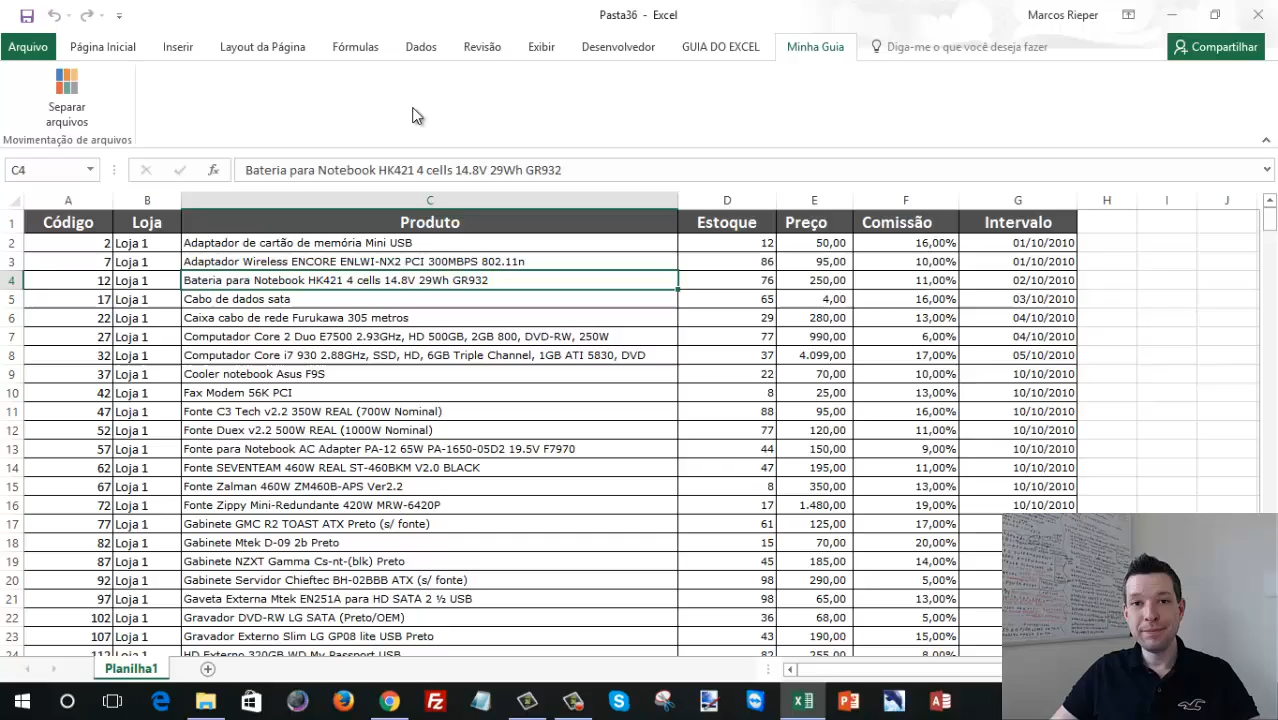 Pasta36 - Excel
Marcos Rieper
Arquivo Página Inicial Inserir Layout da Página Fórmulas Dados Revisão Exibir Desenvolvedor GUIA DO EXCEL Minha Guia Diga-me o que você deseja fazer Compartilhar
Separar
arquivos
Movimentação de arquivos
C4 fx Bateria para Notebook HK421 4 cells 14.8V 29Wh GR932
A B C D E F G H I J
1 Código Loja Produto Estoque Preço Comissão Intervalo
2 2 Loja 1 Adaptador de cartão de memória Mini USB 12 50,00 16,00% 01/10/2010
3 7 Loja 1 Adaptador Wireless ENCORE ENLWI-NX2 PCI 300MBPS 802.11n 86 95,00 10,00% 01/10/2010
4 12 Loja 1 Bateria para Notebook HK421 4 cells 14.8V 29Wh GR932 76 250,00 11,00% 02/10/2010
5 17 Loja 1 Cabo de dados sata 65 4,00 16,00% 03/10/2010
6 22 Loja 1 Caixa cabo de rede Furukawa 305 metros 29 280,00 13,00% 04/10/2010
7 27 Loja 1 Computador Core 2 Duo E7500 2.93GHz, HD 500GB, 2GB 800, DVD-RW, 250W 77 990,00 6,00% 04/10/2010
8 32 Loja 1 Computador Core i7 930 2.88GHz, SSD, HD, 6GB Triple Channel, 1GB ATI 5830, DVD 37 4.099,00 17,00% 05/10/2010
9 37 Loja 1 Cooler notebook Asus F9S 22 70,00 10,00% 10/10/2010
10 42 Loja 1 Fax Modem 56K PCI 8 25,00 13,00% 10/10/2010
11 47 Loja 1 Fonte C3 Tech v2.2 350W REAL (700W Nominal) 88 95,00 16,00% 10/10/2010
12 52 Loja 1 Fonte Duex v2.2 500W REAL (1000W Nominal) 77 120,00 11,00% 10/10/2010
13 57 Loja 1 Fonte para Notebook AC Adapter PA-12 65W PA-1650-05D2 19.5V F7970 44 150,00 9,00% 10/10/2010
14 62 Loja 1 Fonte SEVENTEAM 460W REAL ST-460BKM V2.0 BLACK 47 195,00 11,00% 10/10/2010
15 67 Loja 1 Fonte Zalman 460W ZM460B-APS Ver2.2 8 350,00 13,00% 10/10/2010
16 72 Loja 1 Fonte Zippy Mini-Redundante 420W MRW-6420P 17 1.480,00 19,00% 10/10/2010
17 77 Loja 1 Gabinete GMC R2 TOAST ATX Preto (s/ fonte) 61 125,00 17,00%
18 82 Loja 1 Gabinete Mtek D-09 2b Preto 15 70,00 20,00%
19 87 Loja 1 Gabinete NZXT Gamma Cs-nt-(blk) Preto 45 185,00 14,00%
20 92 Loja 1 Gabinete Servidor Chieftec BH-02BBB ATX (s/ fonte) 98 290,00 5,00%
21 97 Loja 1 Gaveta Externa Mtek EN251A para HD SATA 2 ½ USB 98 65,00 13,00%
22 102 Loja 1 Gravador DVD-RW LG SATA (Preto/OEM) 36 68,00 5,00%
23 107 Loja 1 Gravador Externo Slim LG GP08 lite USB Preto 43 190,00 15,00%
24 112 Loja 1 HD Externo 320GB WD My Passport USB 82 255,00 8,00%
Planilha1